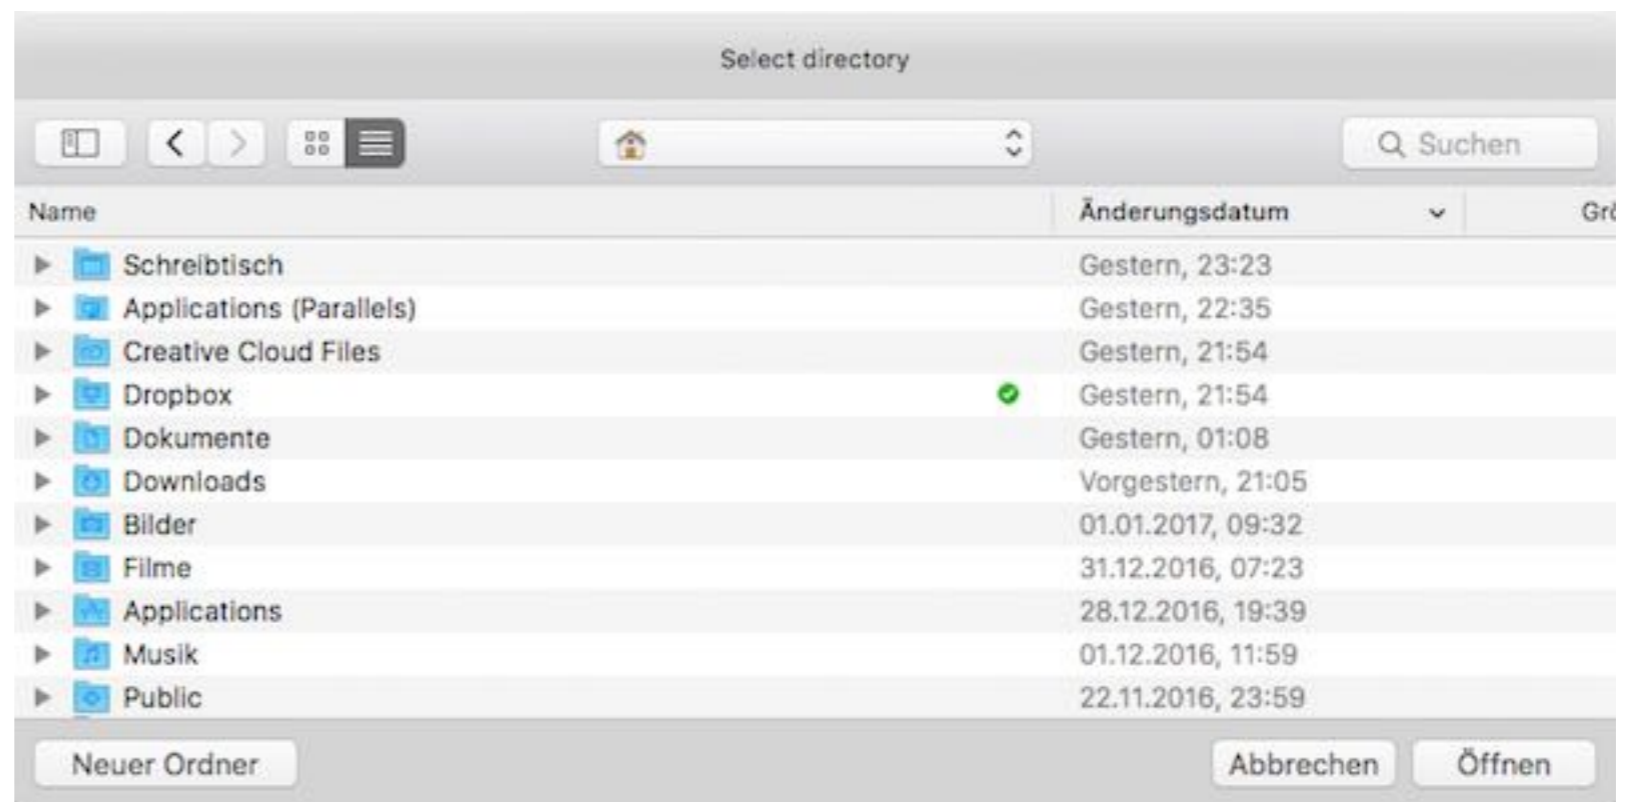 Select directory
Suchen
Name Änderungsdatum Grö
Schreibtisch Gestern, 23:23
Applications (Parallels) Gestern, 22:35
Creative Cloud Files Gestern, 21:54
Dropbox Gestern, 21:54
Dokumente Gestern, 01:08
Downloads Vorgestern, 21:05
Bilder 01.01.2017, 09:32
Filme 31.12.2016, 07:23
Applications 28.12.2016, 19:39
Musik 01.12.2016, 11:59
Public 22.11.2016, 23:59
Neuer Ordner Abbrechen Öffnen